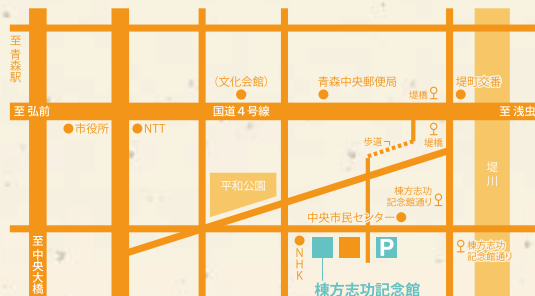 至青森駅
(文化会館)
青森中央郵便局
堤橋
堤町交番
至 弘前
国道4号線
至 浅虫
市役所
NTT
歩道
堤橋
堤川
平和公園
棟方志功
記念館通り
中央市民センター
至中央大橋
NHK
P
棟方志功
記念館通り
棟方志功記念館